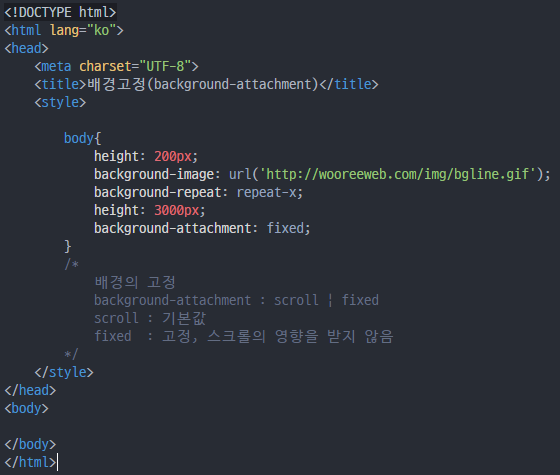 <!DOCTYPE html>
<html lang="ko">
<head>
    <meta charset="UTF-8">
    <title>배경고정(background-attachment)</title>
    <style>

        body{
            height: 200px;
            background-image: url('http://wooreeweb.com/img/bgline.gif');
            background-repeat: repeat-x;
            height: 3000px;
            background-attachment: fixed;
        }
        /*
            배경의 고정
            background-attachment : scroll ¦ fixed
            scroll : 기본값
            fixed  : 고정, 스크롤의 영향을 받지 않음
        */
    </style>
</head>
<body>

</body>
</html>